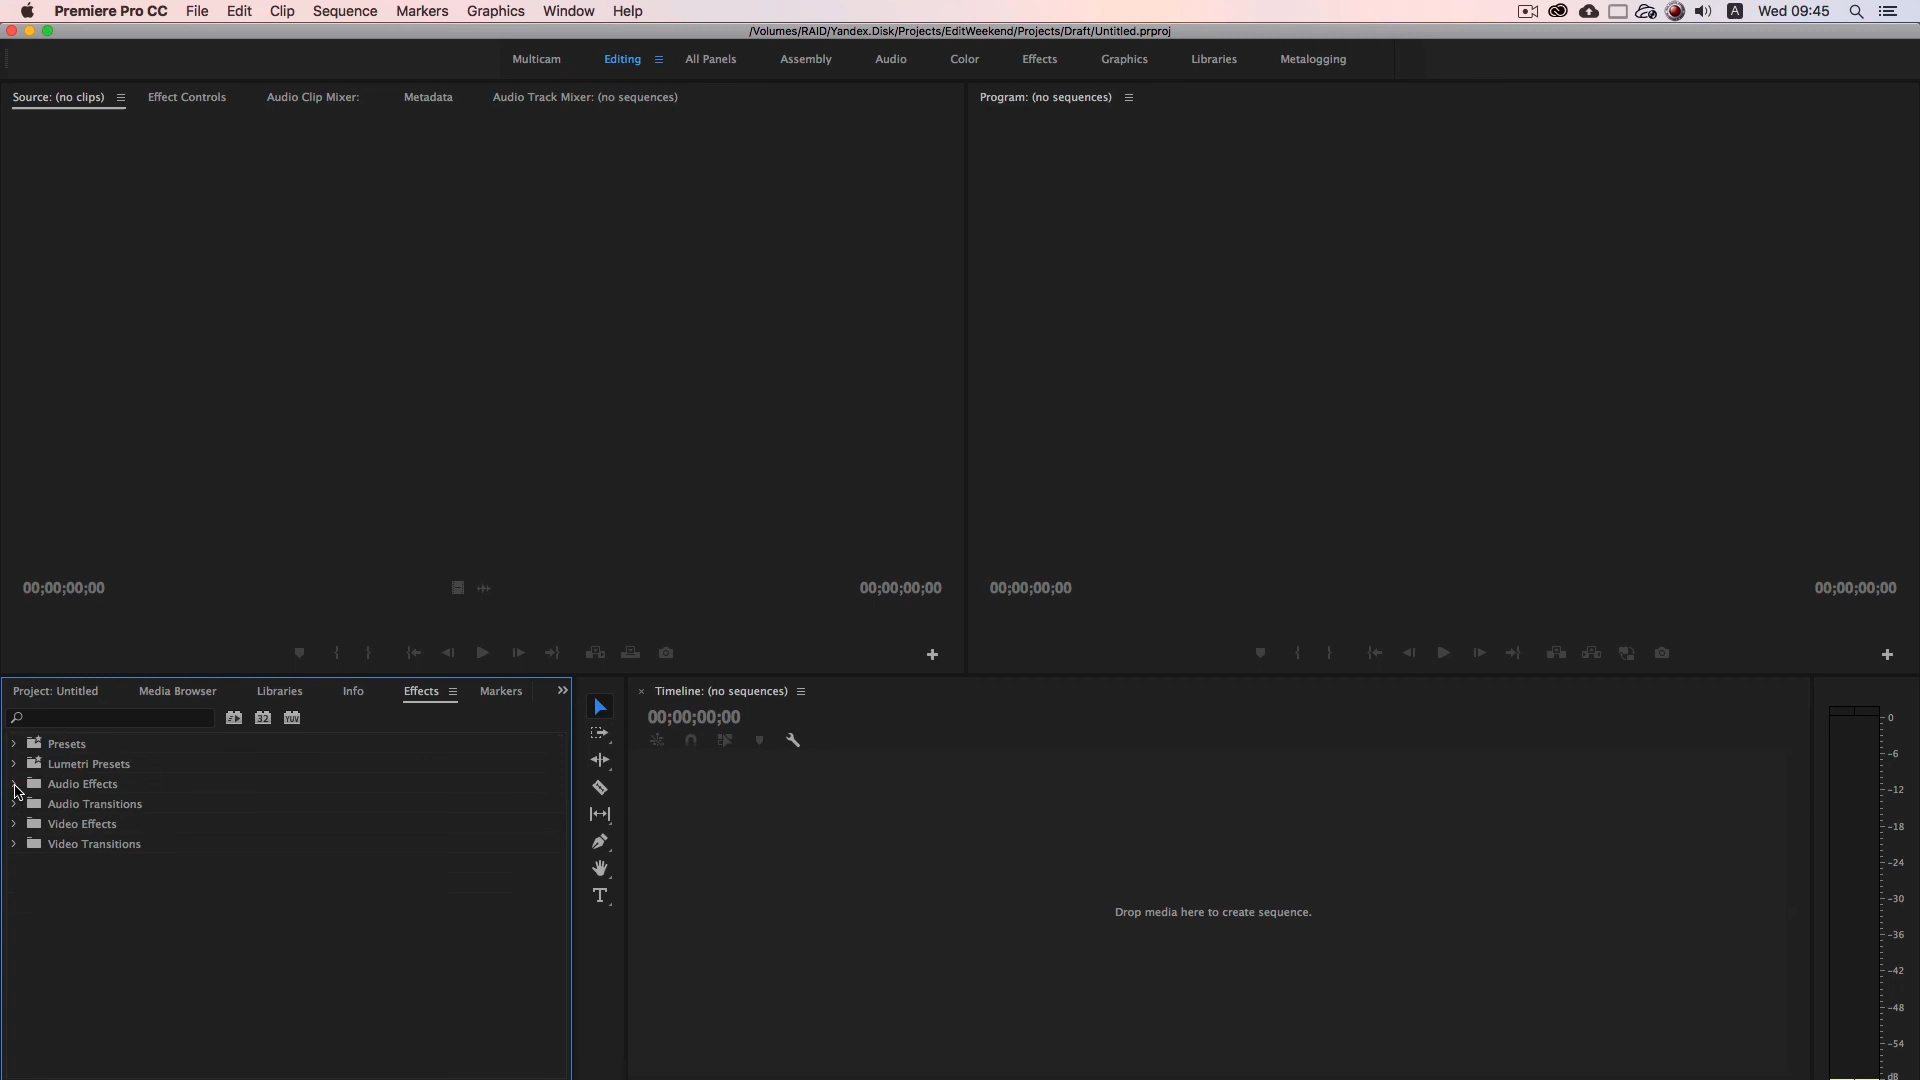 Premiere Pro CC File Edit Clip Sequence Markers Graphics Window Help A Wed 09:45
/Volumes/RAID/Yandex.Disk/Projects/EditWeekend/Projects/Draft/Untitled.prproj
Multicam Editing All Panels Assembly Audio Color Effects Graphics Libraries Metalogging
Source: (no clips) Effect Controls Audio Clip Mixer: Metadata Audio Track Mixer: (no sequences)
Program: (no sequences)
00;00;00;00 00;00;00;00
00;00;00;00 00;00;00;00
Project: Untitled Media Browser Libraries Info Effects Markers
32 YUV
Presets
Lumetri Presets
Audio Effects
Audio Transitions
Video Effects
Video Transitions
T
× Timeline: (no sequences)
00;00;00;00
Drop media here to create sequence.
0
-6
-12
-18
-24
-30
-36
-42
-48
-54
dB